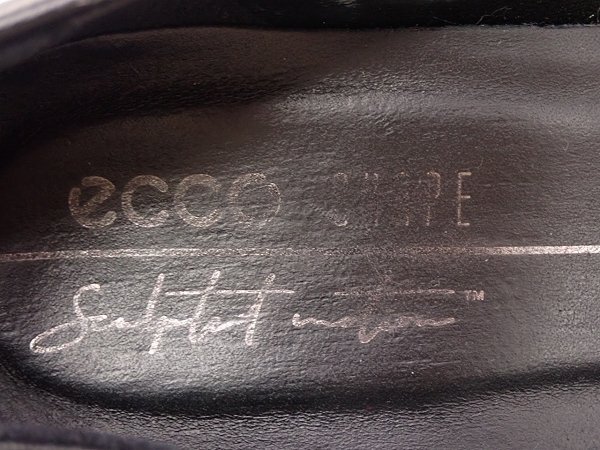 ecco SHAPE
Sculpted motion™